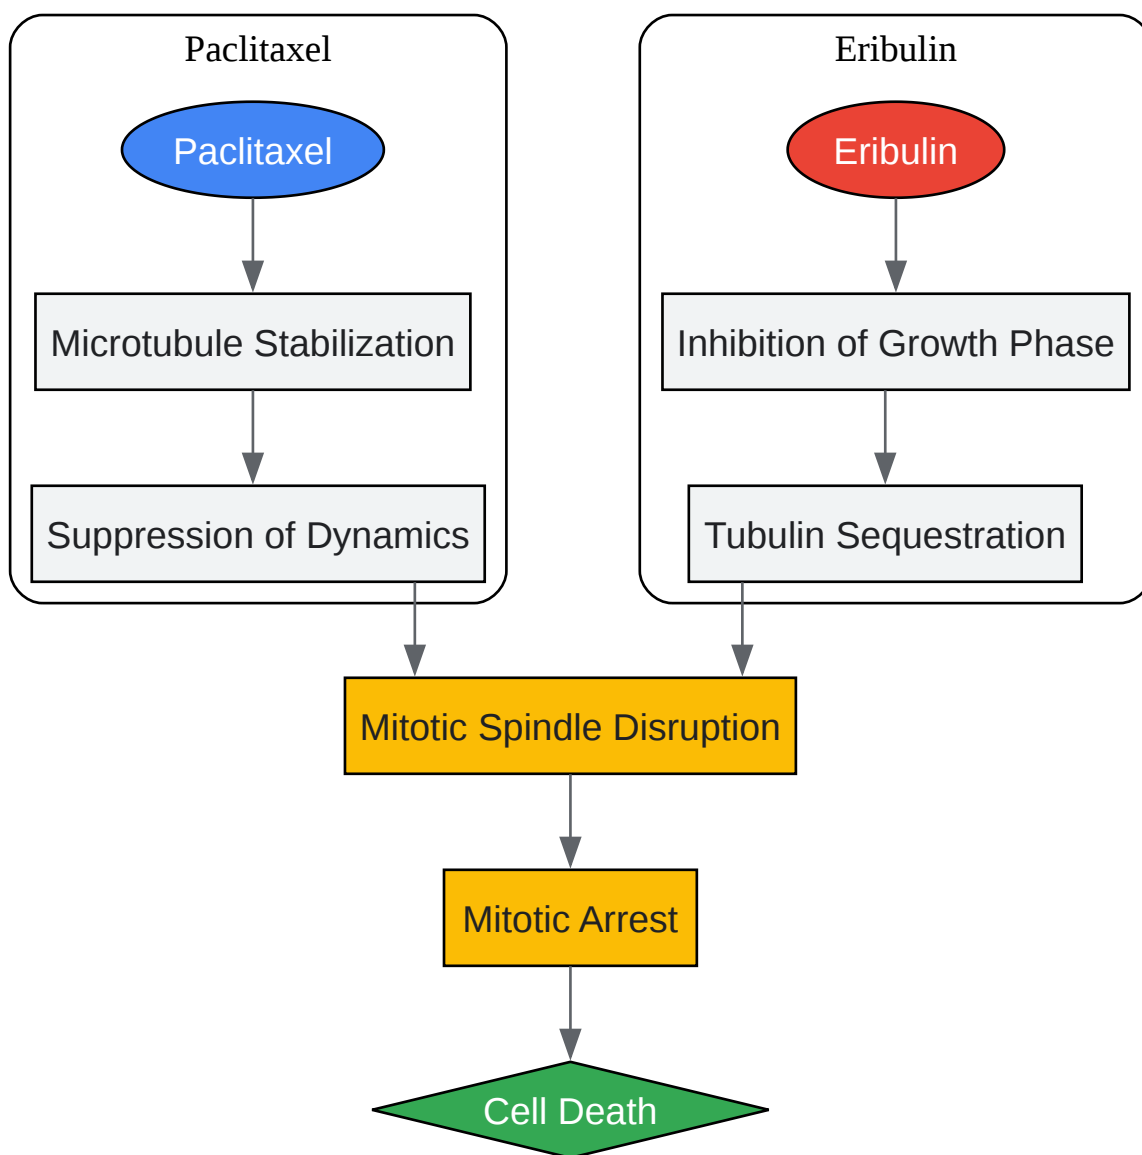 Paclitaxel
Paclitaxel
Microtubule Stabilization
Suppression of Dynamics
Eribulin
Eribulin
Inhibition of Growth Phase
Tubulin Sequestration
Mitotic Spindle Disruption
Mitotic Arrest
Cell Death